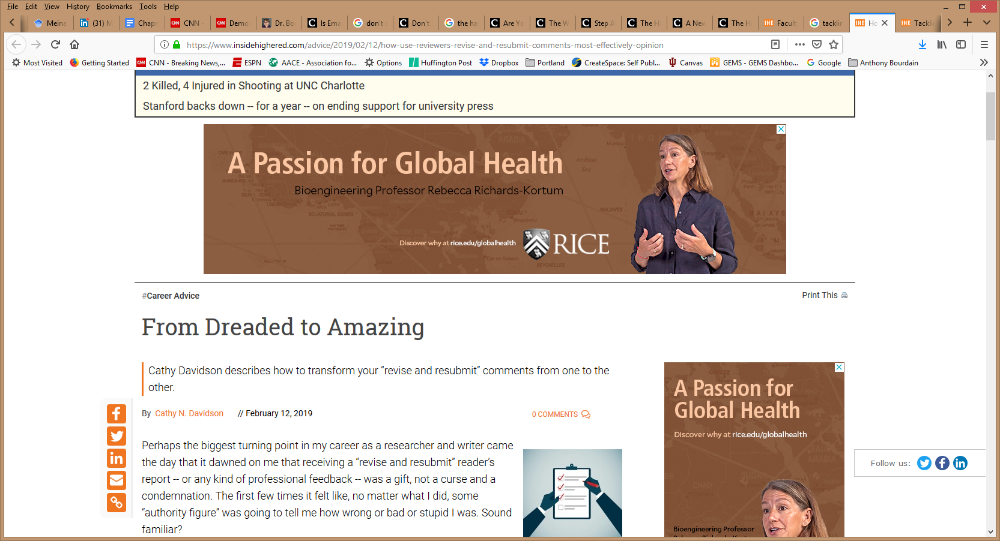 File Edit View History Bookmarks Tools Help
Meina (31) M Chapn CNN - Demo Dr. Bo Is Ema don't Don't the ha Are Yo The W Step A The H A New The H Facult tacklin Ho Tacklin
https://www.insidehighered.com/advice/2019/02/12/how-use-reviewers-revise-and-resubmit-comments-most-effectively-opinion
Most Visited Getting Started CNN - Breaking News,... ESPN AACE - Association fo... Options Huffington Post Dropbox Portland CreateSpace: Self Publ... Canvas GEMS - GEMS Dashbo... Google Anthony Bourdain
2 Killed, 4 Injured in Shooting at UNC Charlotte
Stanford backs down -- for a year -- on ending support for university press
A Passion for Global Health
Bioengineering Professor Rebecca Richards-Kortum
Discover why at rice.edu/globalhealth
RICE
#Career Advice
Print This
From Dreaded to Amazing
Cathy Davidson describes how to transform your “revise and resubmit” comments from one to the
other.
By Cathy N. Davidson // February 12, 2019
0 COMMENTS
Perhaps the biggest turning point in my career as a researcher and writer came
the day that it dawned on me that receiving a “revise and resubmit” reader’s
report -- or any kind of professional feedback -- was a gift, not a curse and a
condemnation. The first few times it felt like, no matter what I did, some
“authority figure” was going to tell me how wrong or bad or stupid I was. Sound
familiar?
A Passion for
Global Health
Discover why at rice.edu/globalhealth
Bioengineering Professor
Follow us: